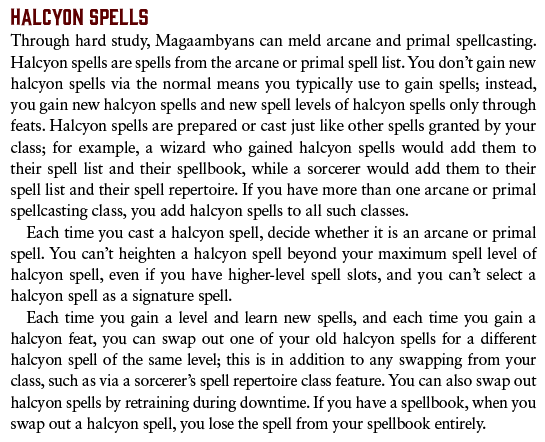 HALCYON SPELLS
Through hard study, Magaambyans can meld arcane and primal spellcasting.
Halcyon spells are spells from the arcane or primal spell list. You don't gain new
halcyon spells via the normal means you typically use to gain spells; instead,
you gain new halcyon spells and new spell levels of halcyon spells only through
feats. Halcyon spells are prepared or cast just like other spells granted by your
class; for example, a wizard who gained halcyon spells would add them to
their spell list and their spellbook, while a sorcerer would add them to their
spell list and their spell repertoire. If you have more than one arcane or primal
spellcasting class, you add halcyon spells to all such classes.
Each time you cast a halcyon spell, decide whether it is an arcane or primal
spell. You can't heighten a halcyon spell beyond your maximum spell level of
halcyon spell, even if you have higher-level spell slots, and you can't select a
halcyon spell as a signature spell.
Each time you gain a level and learn new spells, and each time you gain a
halcyon feat, you can swap out one of your old halcyon spells for a different
halcyon spell of the same level; this is in addition to any swapping from your
class, such as via a sorcerer's spell repertoire class feature. You can also swap out
halcyon spells by retraining during downtime. If you have a spellbook, when you
swap out a halcyon spell, you lose the spell from your spellbook entirely.